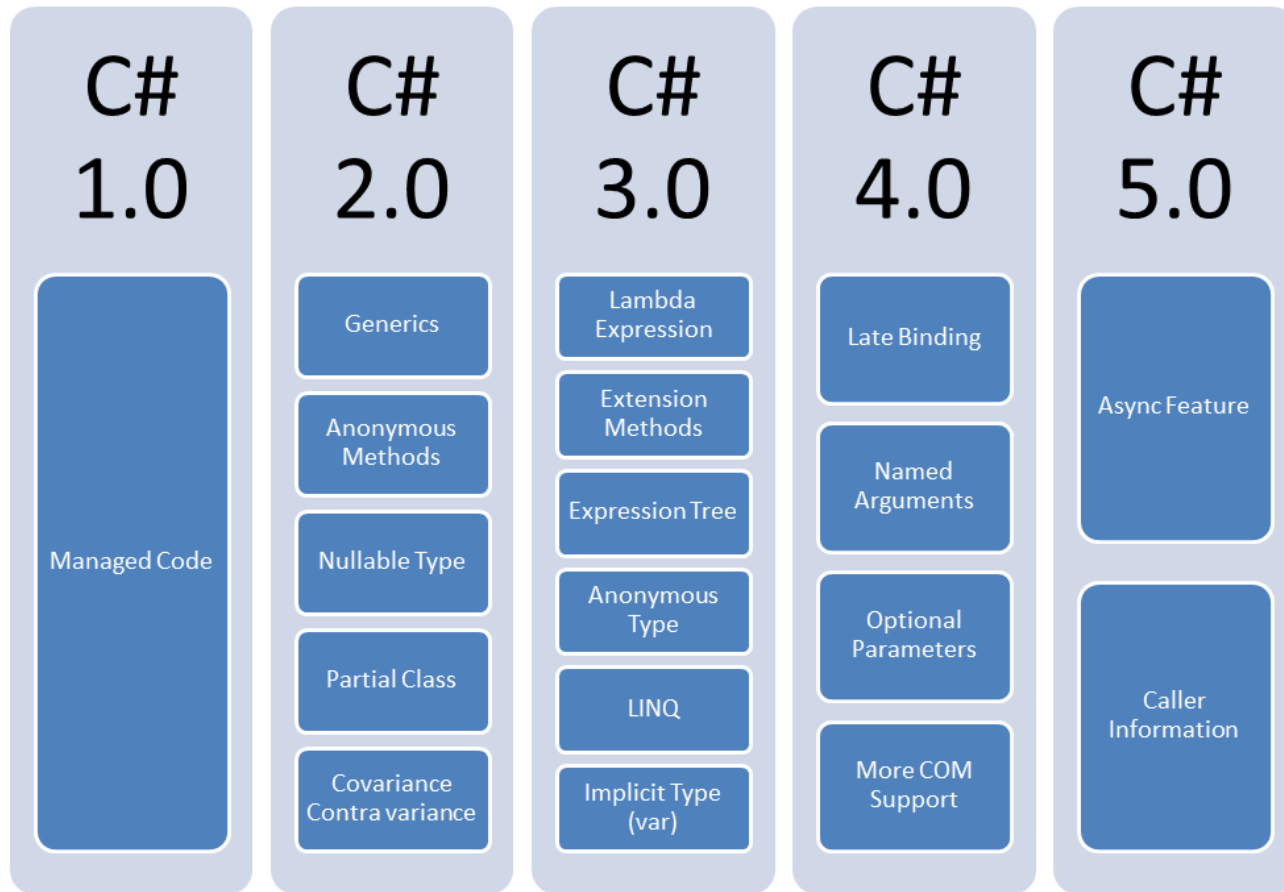 C#
1.0
Managed Code
C#
2.0
Generics
Anonymous
Methods
Nullable Type
Partial Class
Covariance
Contra variance
C#
3.0
Lambda
Expression
Extension
Methods
Expression Tree
Anonymous
Type
LINQ
Implicit Type
(var)
C#
4.0
Late Binding
Named
Arguments
Optional
Parameters
More COM
Support
C#
5.0
Async Feature
Caller
Information